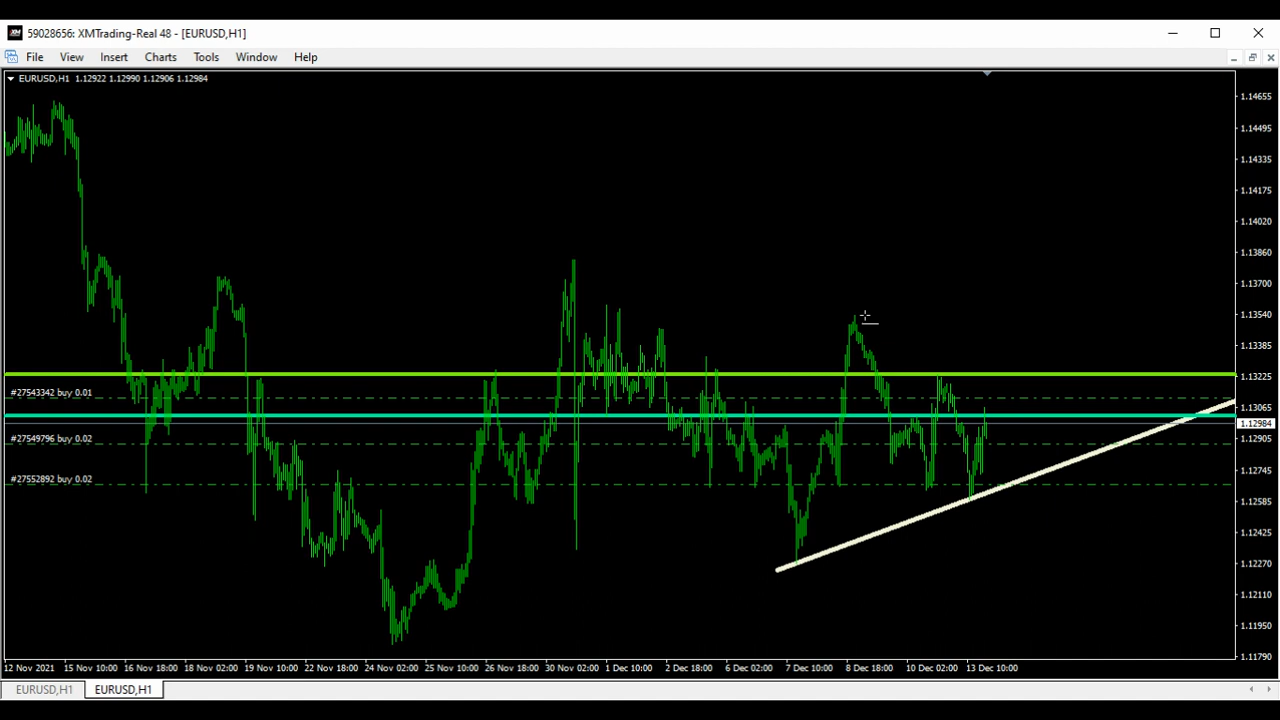 59028656: XMTrading-Real 48 - [EURUSD,H1]
File View Insert Charts Tools Window Help
EURUSD,H1 1.12922 1.12990 1.12906 1.12984
1.14655
1.14495
1.14335
1.14175
1.14020
1.13860
1.13700
1.13540
1.13385
1.13225
#27543342 buy 0.01
1.13065
1.12984
#27549796 buy 0.02
1.12905
1.12745
#27552892 buy 0.02
1.12585
1.12425
1.12270
1.12110
1.11950
1.11790
12 Nov 2021 15 Nov 10:00 16 Nov 18:00 18 Nov 02:00 19 Nov 10:00 22 Nov 18:00 24 Nov 02:00 25 Nov 10:00 26 Nov 18:00 30 Nov 02:00 1 Dec 10:00 2 Dec 18:00 6 Dec 02:00 7 Dec 10:00 8 Dec 18:00 10 Dec 02:00 13 Dec 10:00
EURUSD,H1 EURUSD,H1